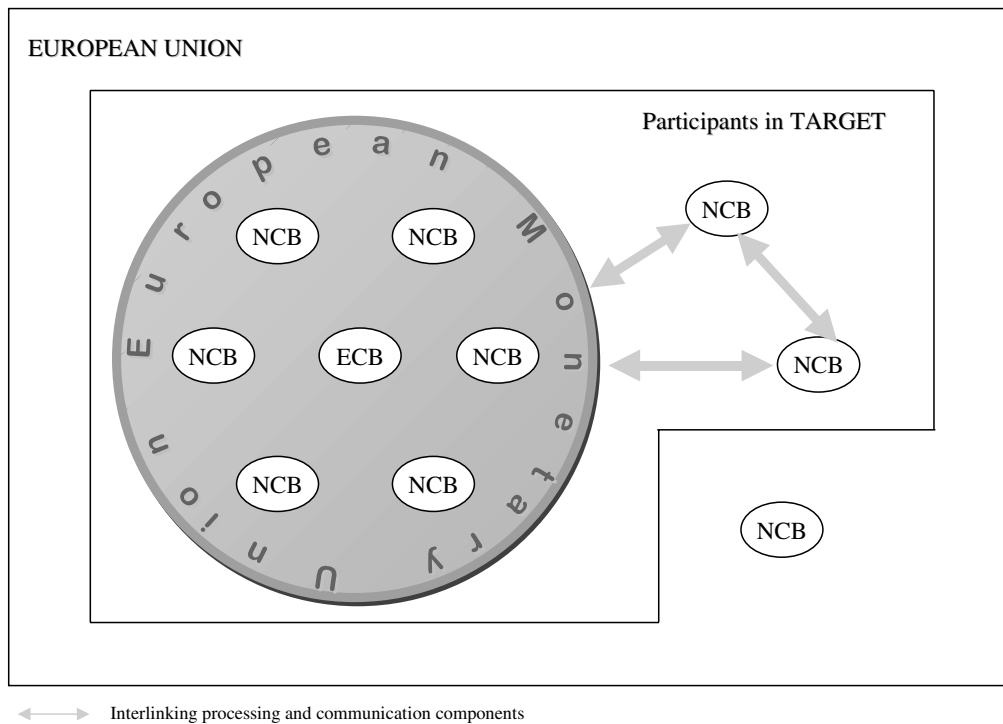 EUROPEAN UNION
Participants in TARGET
European Monetary Union
NCB
NCB
NCB
NCB
ECB
NCB
NCB
NCB
NCB
NCB
NCB
Interlinking processing and communication components